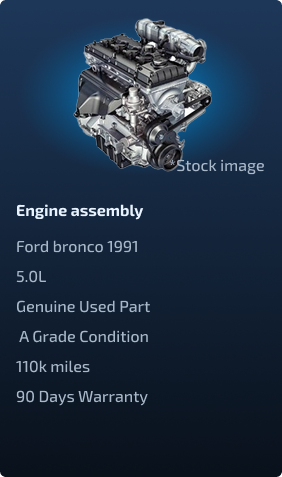 *Stock image
Engine assembly
Ford bronco 1991
5.0L
Genuine Used Part
A Grade Condition
110k miles
90 Days Warranty